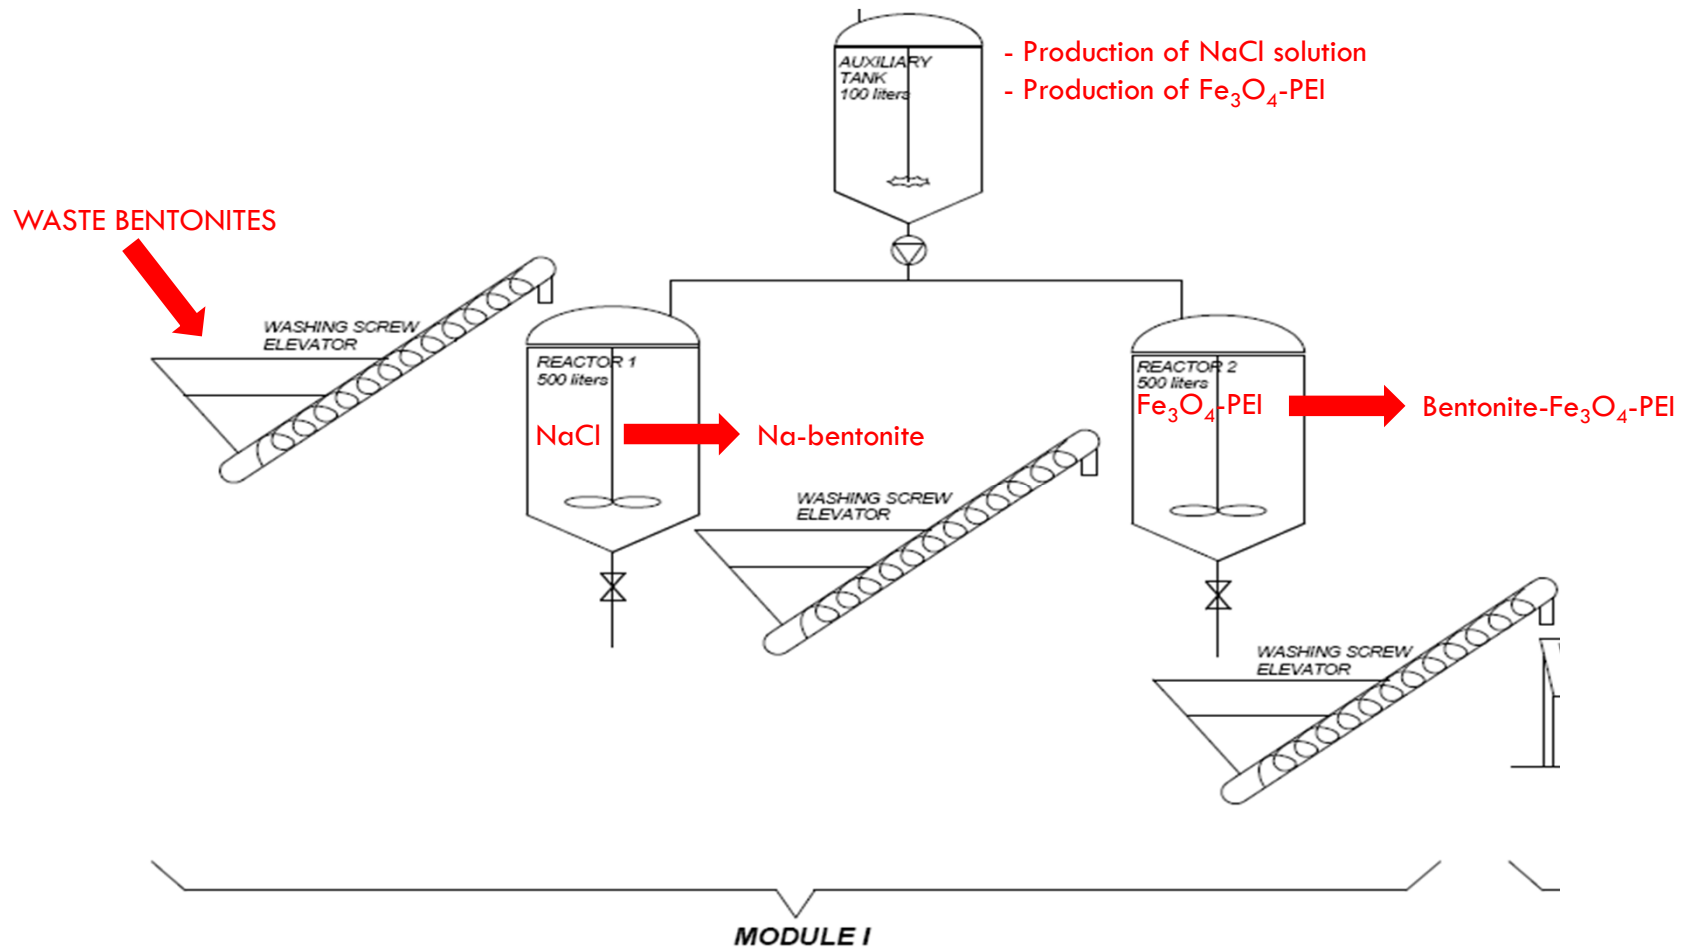 AUXILIARY
TANK
100 liters
- Production of NaCl solution
- Production of Fe₃O₄-PEI
WASTE BENTONITES
WASHING SCREW
ELEVATOR
REACTOR 1
500 liters
NaCl
Na-bentonite
WASHING SCREW
ELEVATOR
REACTOR 2
500 liters
Fe₃O₄-PEI
Bentonite-Fe₃O₄-PEI
WASHING SCREW
ELEVATOR
MODULE I